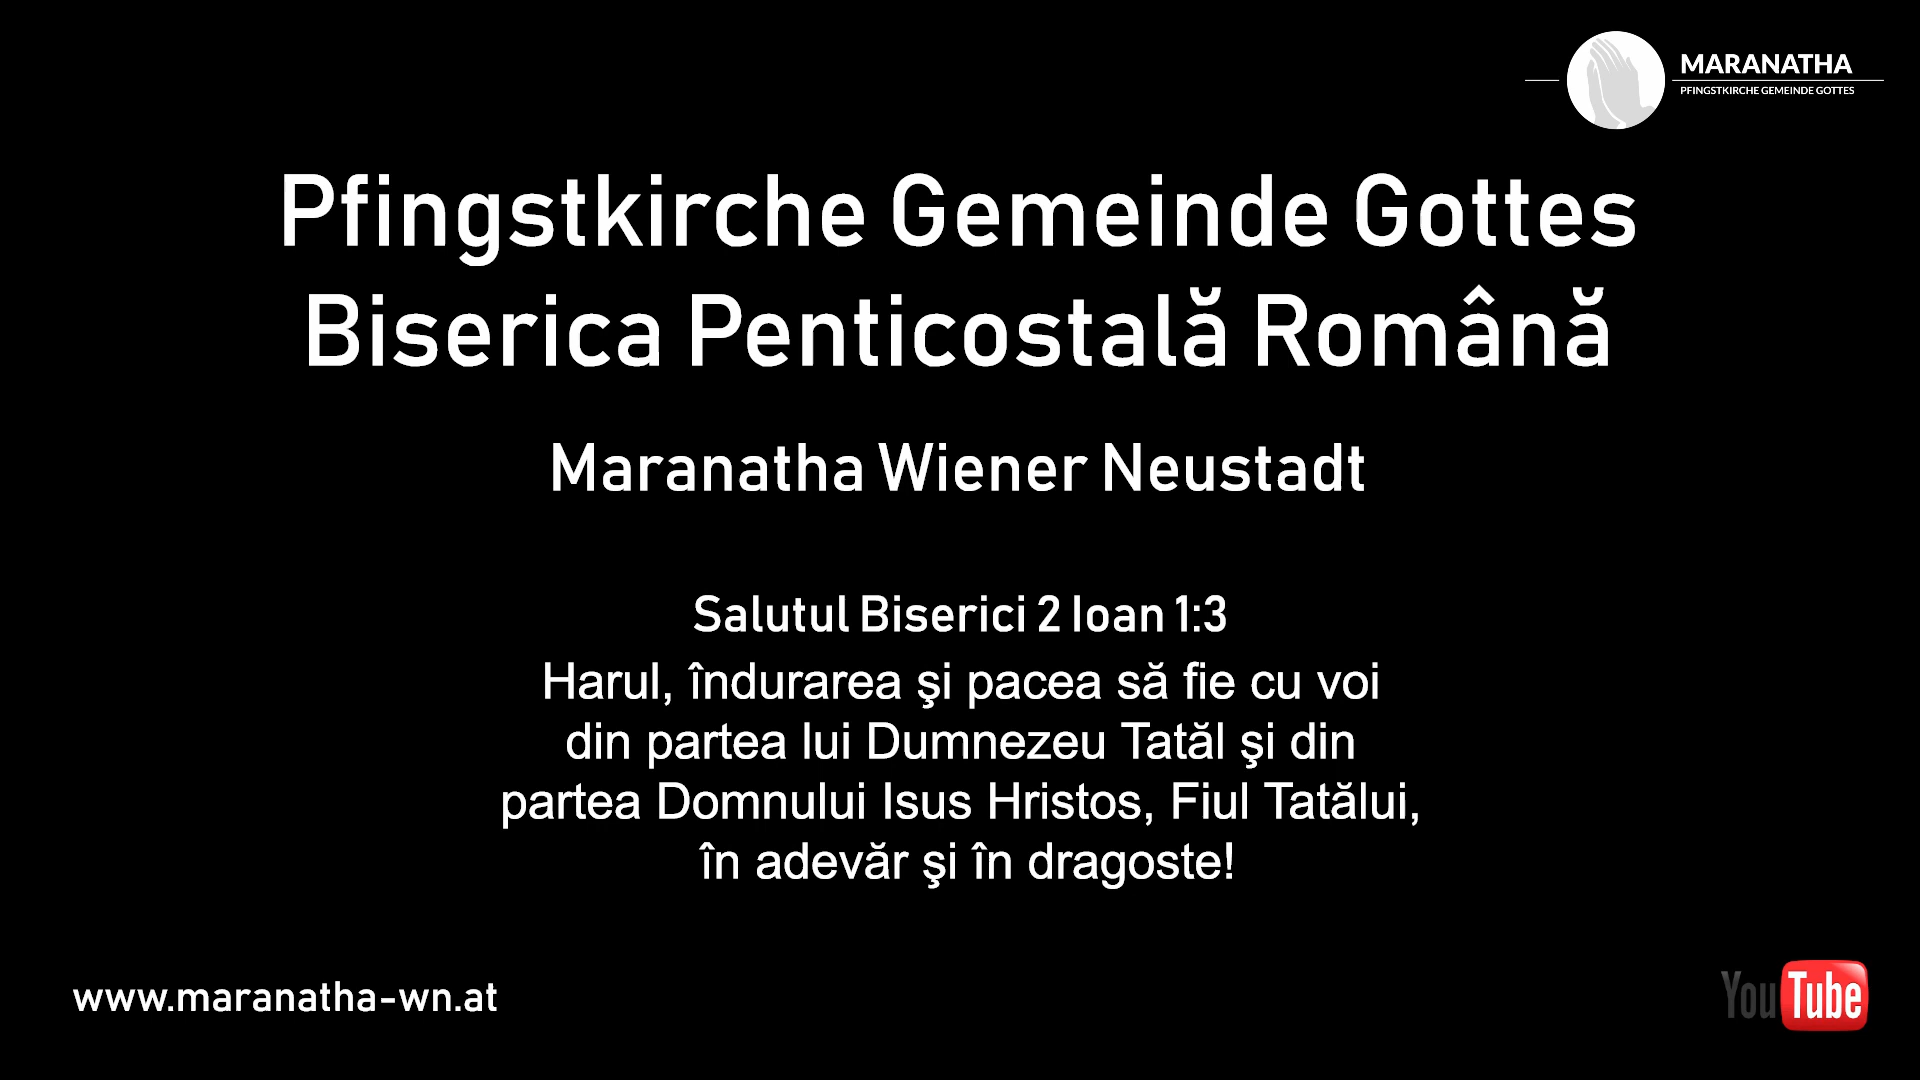 MARANATHA
PFINGSTKIRCHE GEMEINDE GOTTES
Pfingstkirche Gemeinde Gottes
Biserica Penticostală Română
Maranatha Wiener Neustadt
Salutul Biserici 2 Ioan 1:3
Harul, îndurarea şi pacea să fie cu voi
din partea lui Dumnezeu Tatăl şi din
partea Domnului Isus Hristos, Fiul Tatălui,
în adevăr şi în dragoste!
www.maranatha-wn.at
YouTube